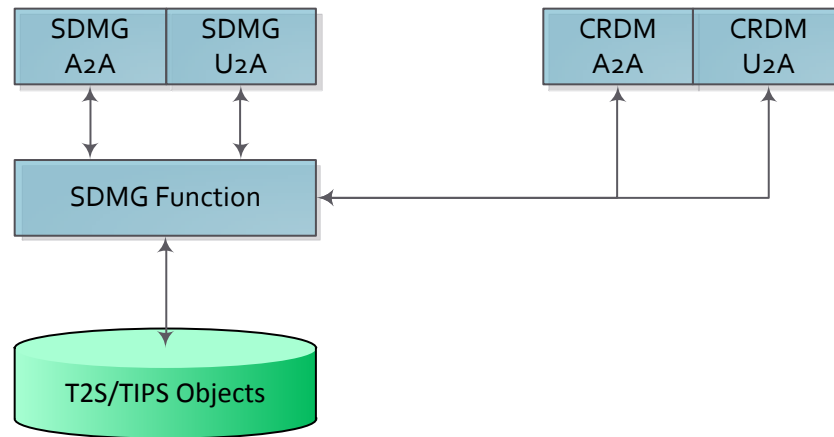 SDMG
A2A
SDMG
U2A
CRDM
A2A
CRDM
U2A
SDMG Function
T2S/TIPS Objects